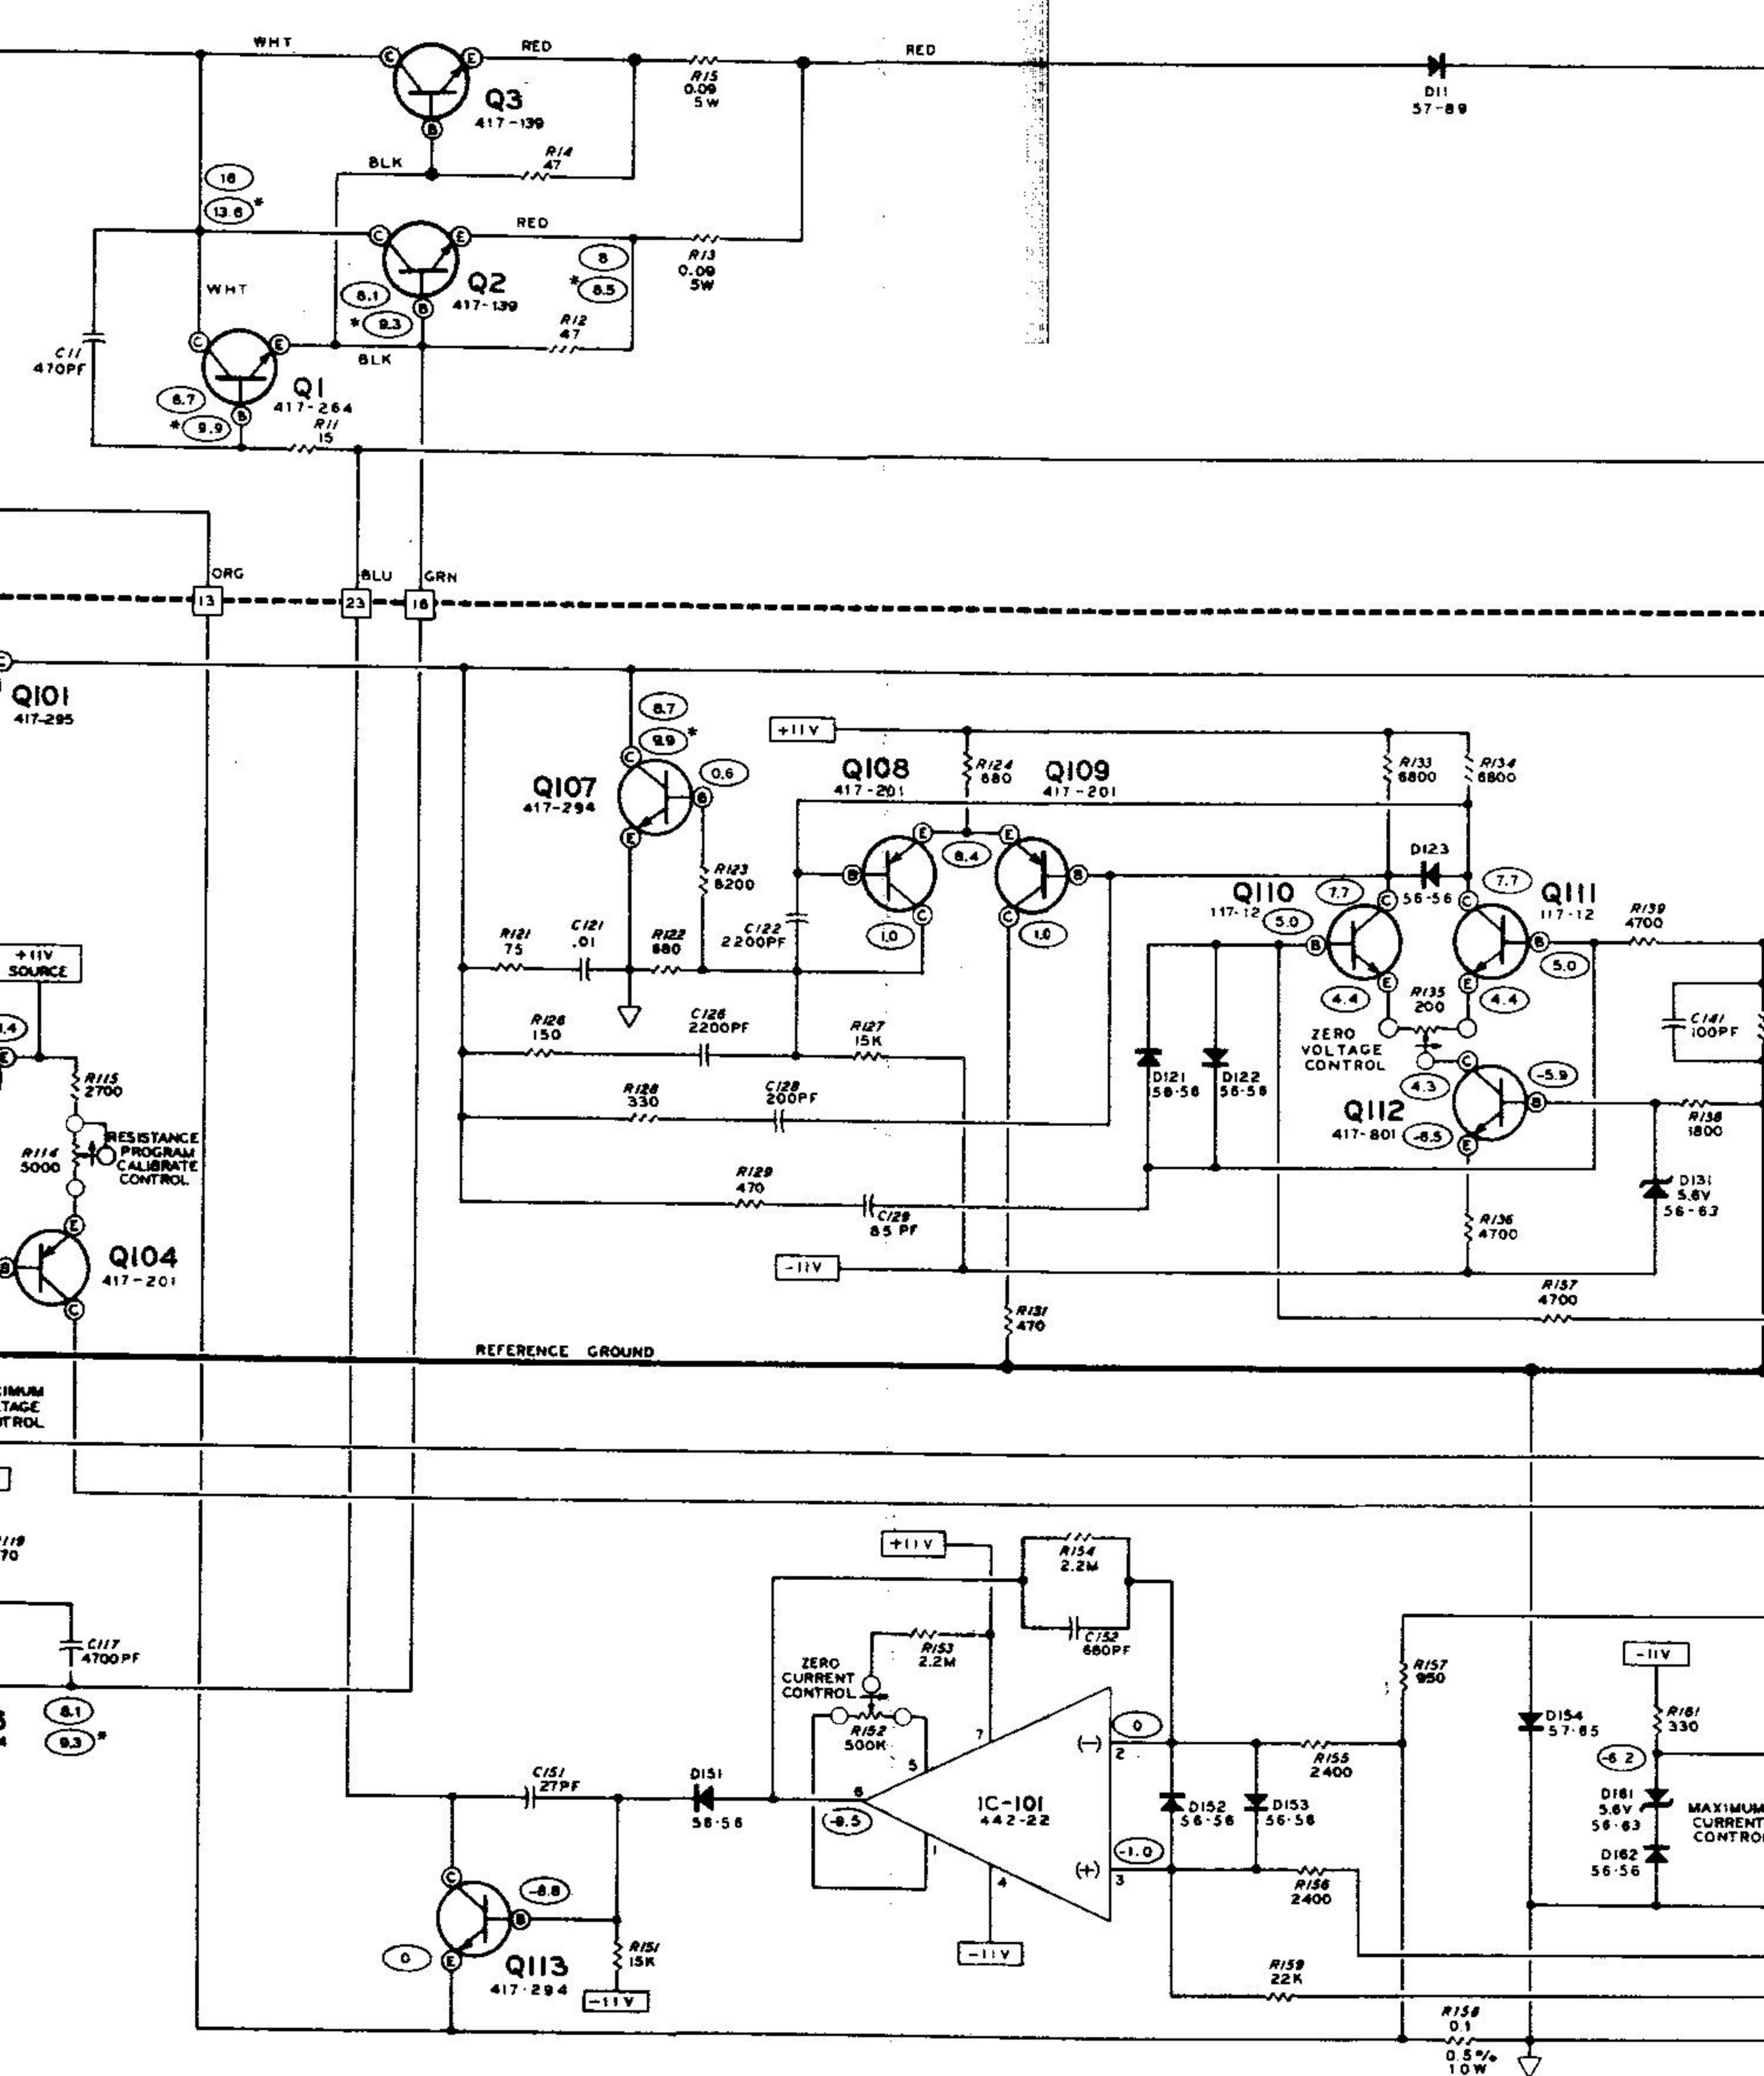 WHT
C
E
RED
RED
Q3
417-139
B
R15
0.09
5W
D11
57-89
BLK
R14
47
16
13.6 *
C
E
RED
Q2
417-139
B
8
* 8.5
R13
0.09
5W
WHT
8.1
* 9.3
R12
47
C11
470PF
C
E
BLK
Q1
417-264
B
8.7
* 9.9
R11
15
ORG
BLU
GRN
13
23
16
Q101
417-295
8.7
9.9 *
0.6
+11V
C
Q107
417-294
B
E
Q108
417-201
R124
680
Q109
417-201
R133
6800
R134
6800
E
E
8.4
B
B
C
C
1.0
1.0
R123
8200
D123
56-56
Q110
117-12
7.7
5.0
C
B
E
4.4
7.7
Q111
117-12
C
B
E
5.0
4.4
R139
4700
R121
75
C121
.01
R122
680
C122
2200PF
+11V
SOURCE
E
R115
2700
R126
150
C126
2200PF
R127
15K
R135
200
ZERO
VOLTAGE
CONTROL
C141
100PF
D121
56-56
D122
56-56
C
4.3
-5.9
Q112
417-801
B
-6.5
E
R138
1800
R128
330
C128
200PF
R114
5000
RESISTANCE
PROGRAM
CALIBRATE
CONTROL
R129
470
C129
85 PF
D131
5.6V
56-63
R136
4700
E
Q104
417-201
B
C
-11V
R137
4700
R131
470
REFERENCE GROUND
+11V
R154
2.2M
C152
680PF
C117
4700PF
8.1
9.3 *
R153
2.2M
ZERO
CURRENT
CONTROL
R152
500K
7
5
6
1
4
2
3
(-)
(+)
0
-1.0
-9.5
IC-101
442-22
R157
950
-11V
R161
330
-6.2
D154
57-65
R155
2400
D152
56-56
D153
56-56
R156
2400
D161
5.6V
56-63
D162
56-56
MAXIMUM
CURRENT
C151
27PF
D151
56-56
C
-8.8
B
E
0
Q113
417-294
R151
15K
-11V
-11V
R159
22K
R158
0.1
0.5%
10W